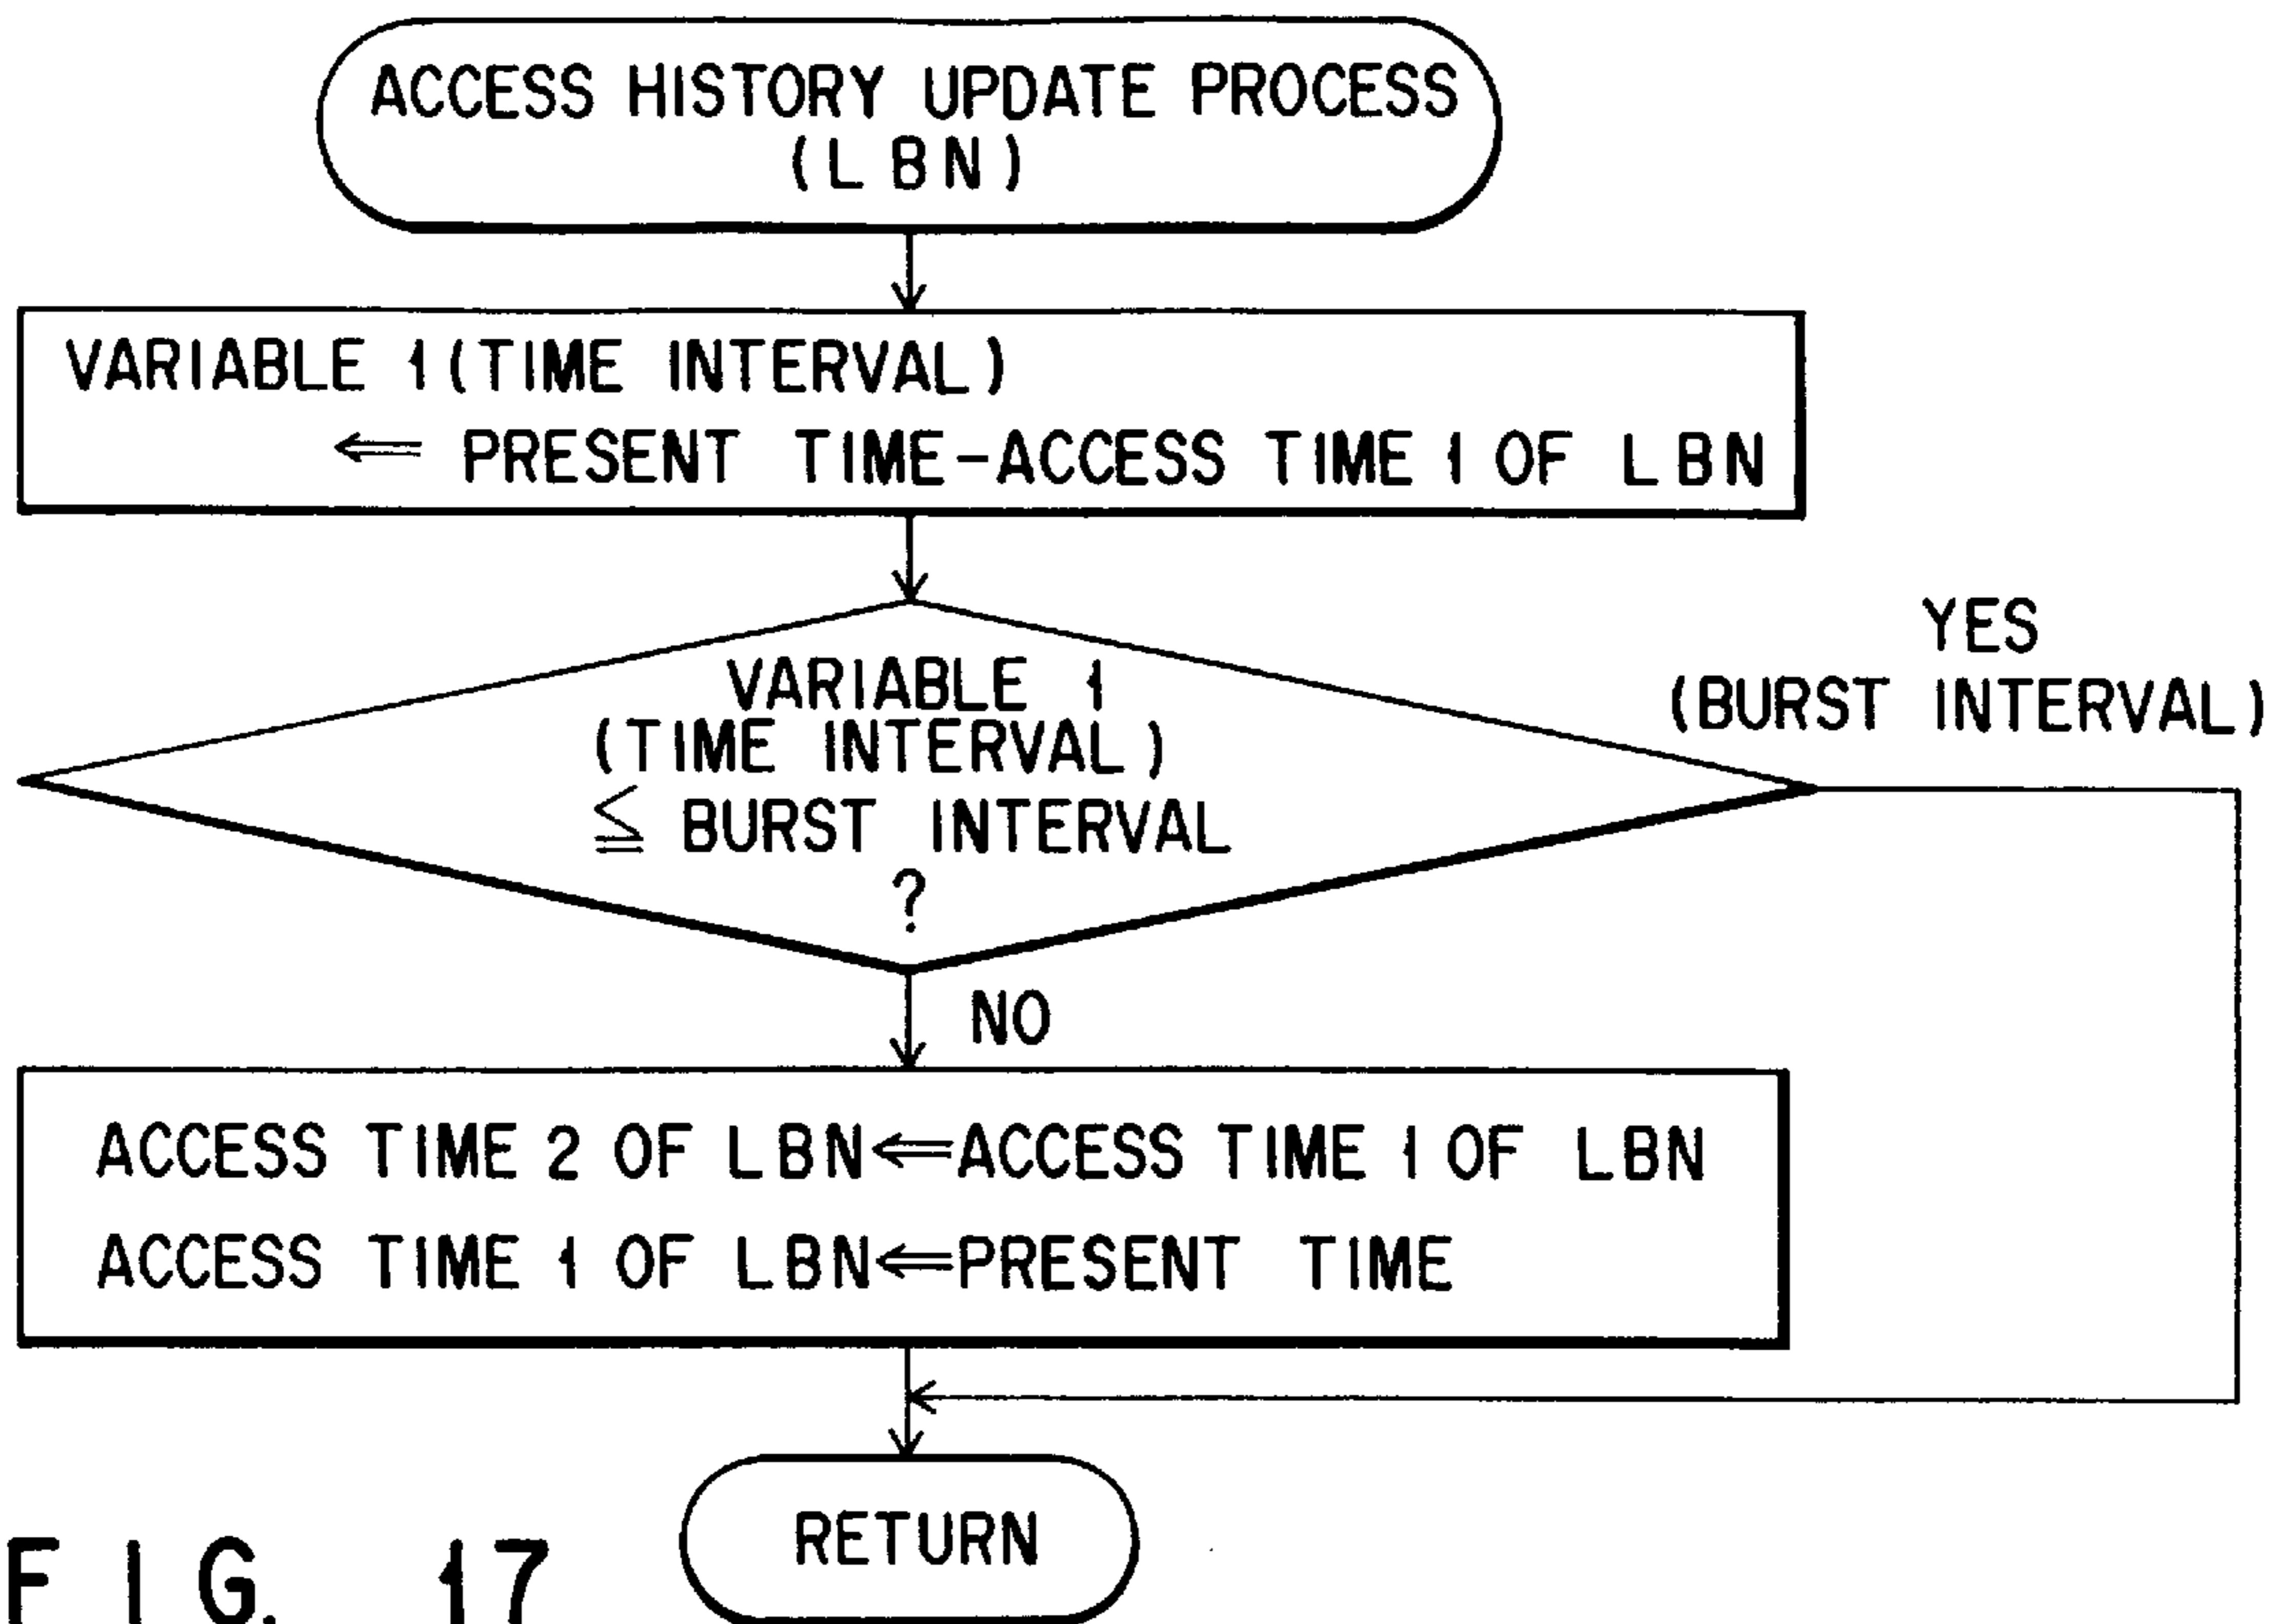 ACCESS HISTORY UPDATE PROCESS
(LBN)
VARIABLE 1 (TIME INTERVAL)
⇐ PRESENT TIME-ACCESS TIME 1 OF LBN
VARIABLE 1
(TIME INTERVAL)
≦ BURST INTERVAL
?
YES
(BURST INTERVAL)
NO
ACCESS TIME 2 OF LBN⇐ACCESS TIME 1 OF LBN
ACCESS TIME 1 OF LBN⇐PRESENT TIME
RETURN
FIG. 17